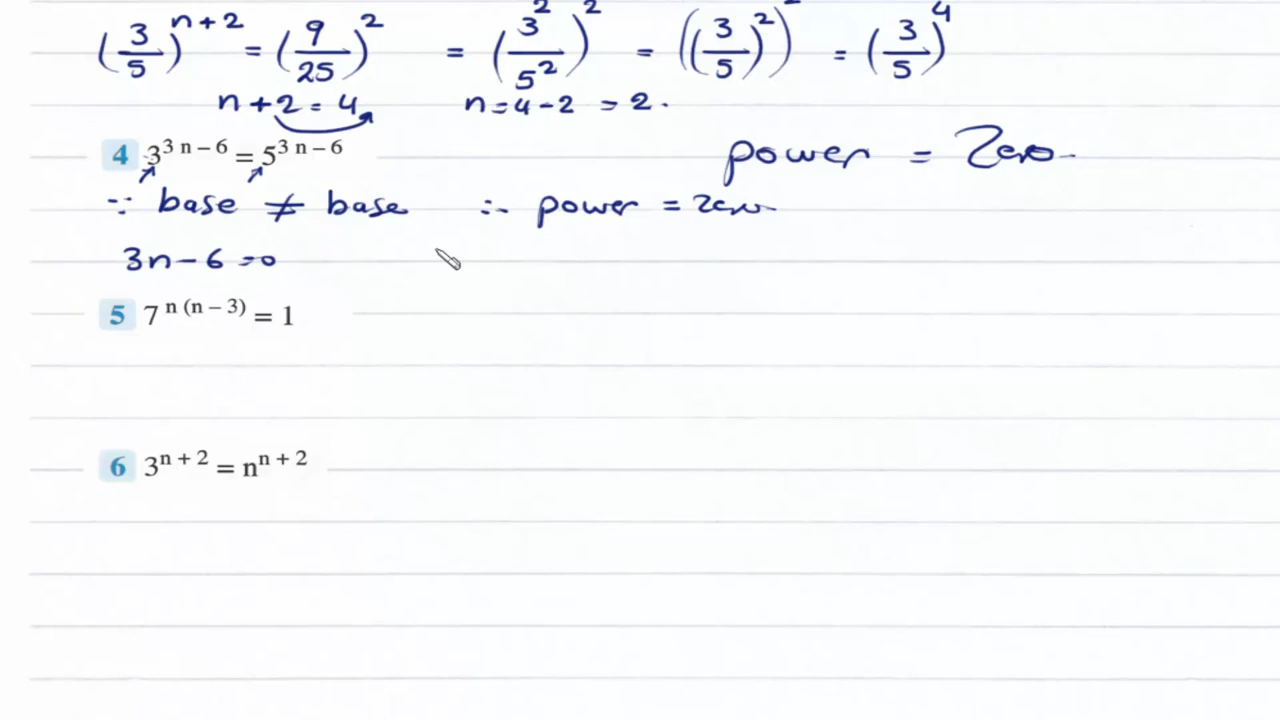 (3/5)^(n+2) = (9/25)^2 = (3^2/5^2)^2 = ((3/5)^2)^2 = (3/5)^4
n+2 = 4 n = 4-2 = 2.
4 3^(3 n – 6) = 5^(3 n – 6) power = Zero
∵ base ≠ base ∴ power = zero
3n-6 = 0
5 7^(n (n – 3)) = 1
6 3^(n + 2) = n^(n + 2)